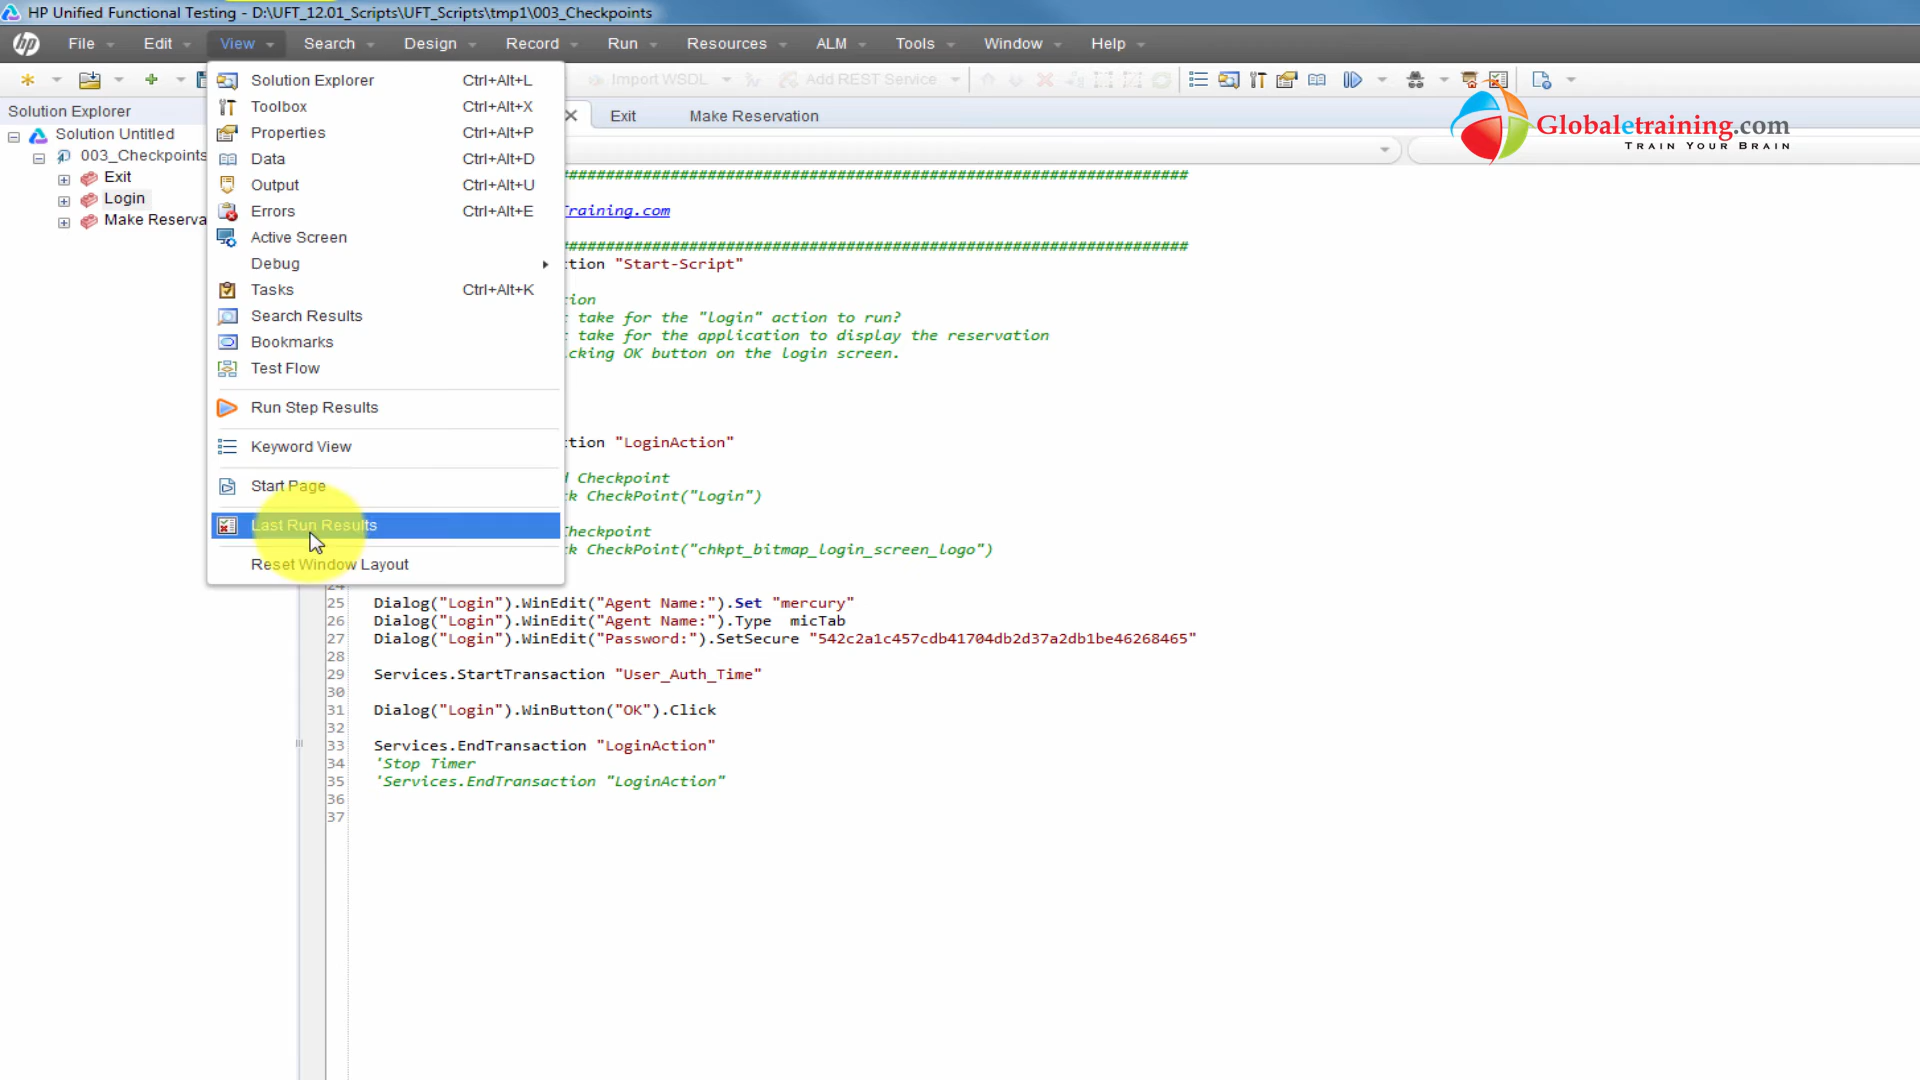 HP Unified Functional Testing - D:\UFT_12.01_Scripts\UFT_Scripts\tmp1\003_Checkpoints
File Edit View Search Design Record Run Resources ALM Tools Window Help
Import WSDL Add REST Service
Solution Explorer
Solution Untitled
003_Checkpoints
Exit
Login
Make Reserva
Solution Explorer Ctrl+Alt+L
Toolbox Ctrl+Alt+X
Properties Ctrl+Alt+P
Data Ctrl+Alt+D
Output Ctrl+Alt+U
Errors Ctrl+Alt+E
Active Screen
Debug
Tasks Ctrl+Alt+K
Search Results
Bookmarks
Test Flow
Run Step Results
Keyword View
Start Page
Last Run Results
Reset Window Layout
Exit Make Reservation
Globaletraining.com
TRAIN YOUR BRAIN
###################################################################
Training.com
###################################################################
tion "Start-Script"
ion
t take for the "login" action to run?
t take for the application to display the reservation
icking OK button on the login screen.
tion "LoginAction"
d Checkpoint
ck CheckPoint("Login")
Checkpoint
ck CheckPoint("chkpt_bitmap_login_screen_logo")
24
25 Dialog("Login").WinEdit("Agent Name:").Set "mercury"
26 Dialog("Login").WinEdit("Agent Name:").Type micTab
27 Dialog("Login").WinEdit("Password:").SetSecure "542c2a1c457cdb41704db2d37a2db1be46268465"
28
29 Services.StartTransaction "User_Auth_Time"
30
31 Dialog("Login").WinButton("OK").Click
32
33 Services.EndTransaction "LoginAction"
34 'Stop Timer
35 'Services.EndTransaction "LoginAction"
36
37